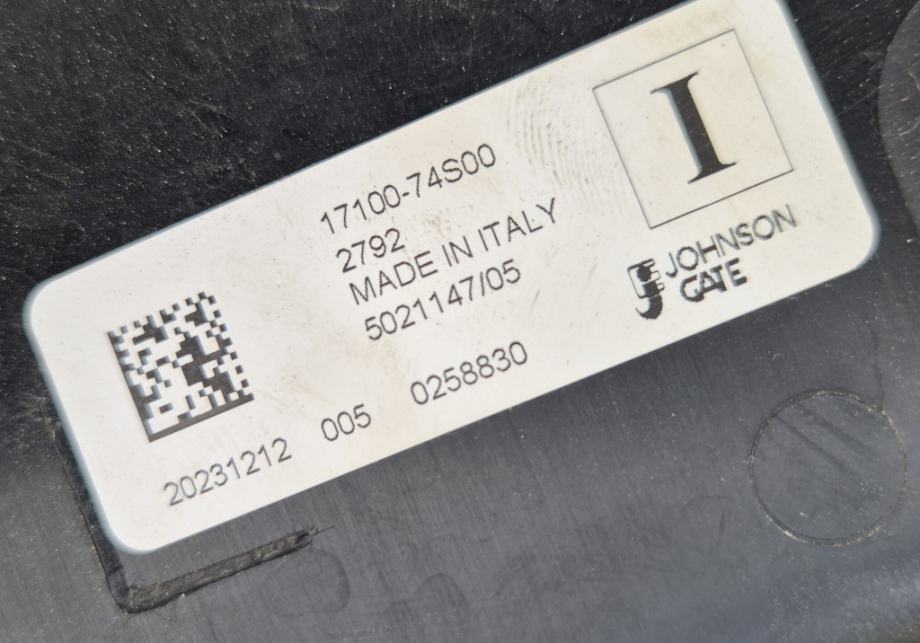 17100-74S00
2792
MADE IN ITALY
5021147/05
I
JOHNSON
GATE
20231212 005 0258830